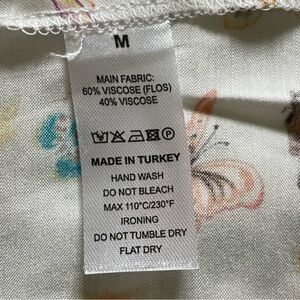 M
MAIN FABRIC:
60% VISCOSE (FLOS)
40% VISCOSE
MADE IN TURKEY
HAND WASH
DO NOT BLEACH
MAX 110°C/230°F
IRONING
DO NOT TUMBLE DRY
FLAT DRY